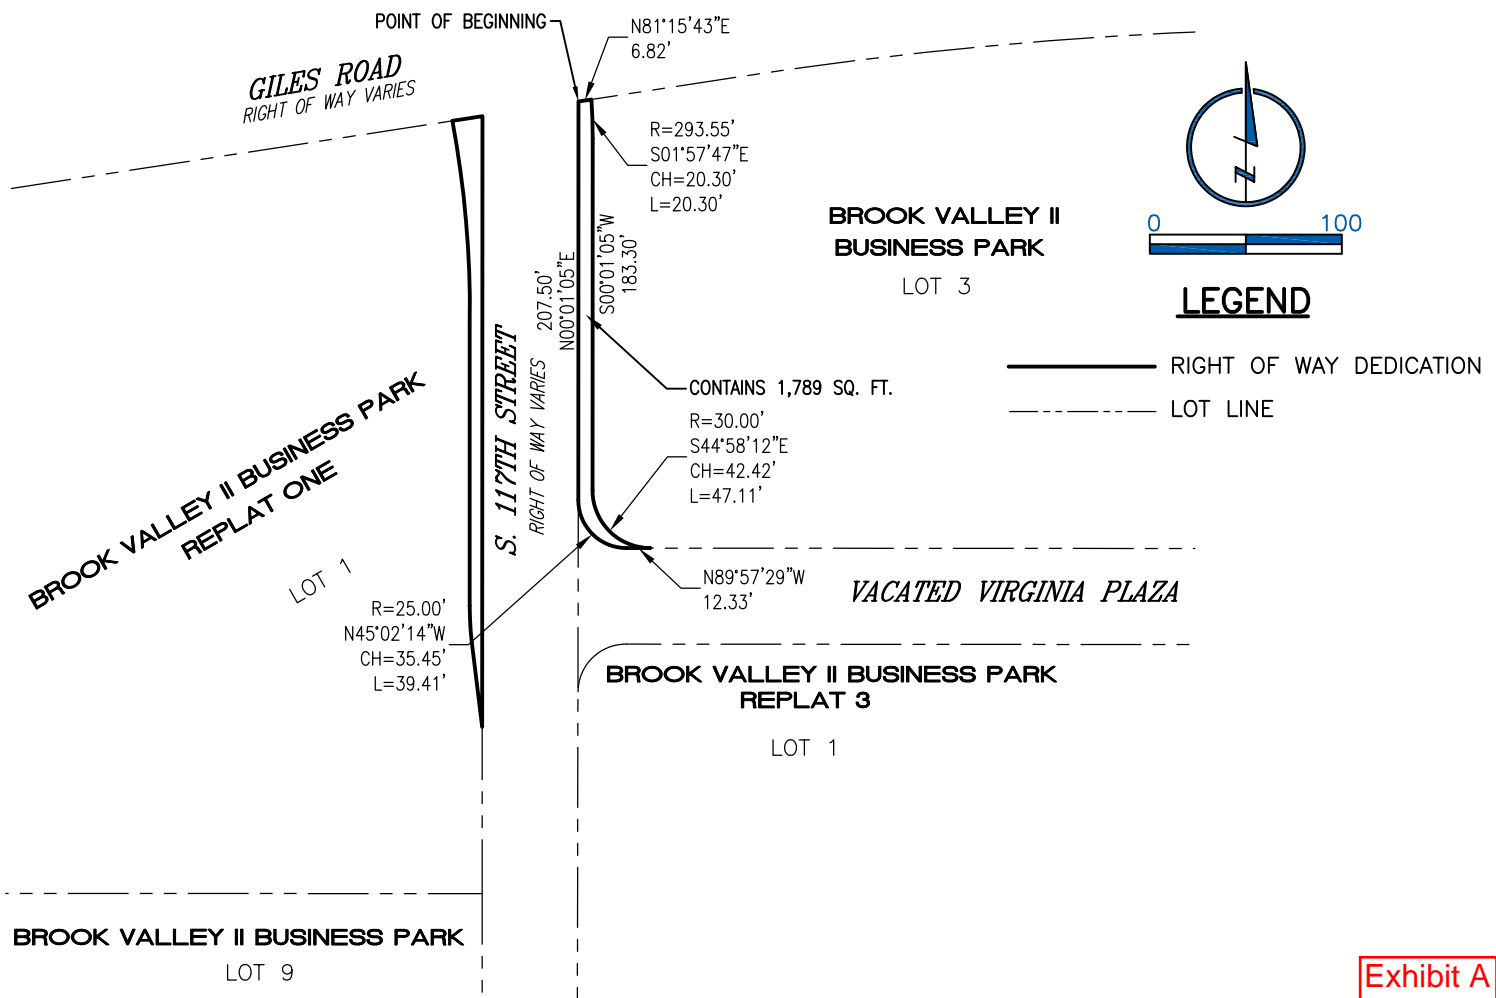 POINT OF BEGINNING
N81°15'43"E
6.82'
GILES ROAD
RIGHT OF WAY VARIES
R=293.55'
S01°57'47"E
CH=20.30'
L=20.30'
BROOK VALLEY II
BUSINESS PARK
LOT 3
N
0 100
LEGEND
RIGHT OF WAY DEDICATION
LOT LINE
207.50'
N00°01'05"E
S00°01'05"W
183.30'
S. 117TH STREET
RIGHT OF WAY VARIES
CONTAINS 1,789 SQ. FT.
R=30.00'
S44°58'12"E
CH=42.42'
L=47.11'
BROOK VALLEY II BUSINESS PARK
REPLAT ONE
LOT 1
R=25.00'
N45°02'14"W
CH=35.45'
L=39.41'
N89°57'29"W
12.33'
VACATED VIRGINIA PLAZA
BROOK VALLEY II BUSINESS PARK
REPLAT 3
LOT 1
BROOK VALLEY II BUSINESS PARK
LOT 9
Exhibit A